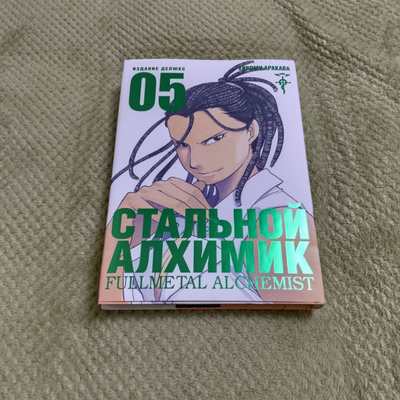 ИЗДАНИЕ ДЕЛЮКС
ХИРОМУ АРАКАВА
05
СТАЛЬНОЙ
АЛХИМИК
FULLMETAL ALCHEMIST